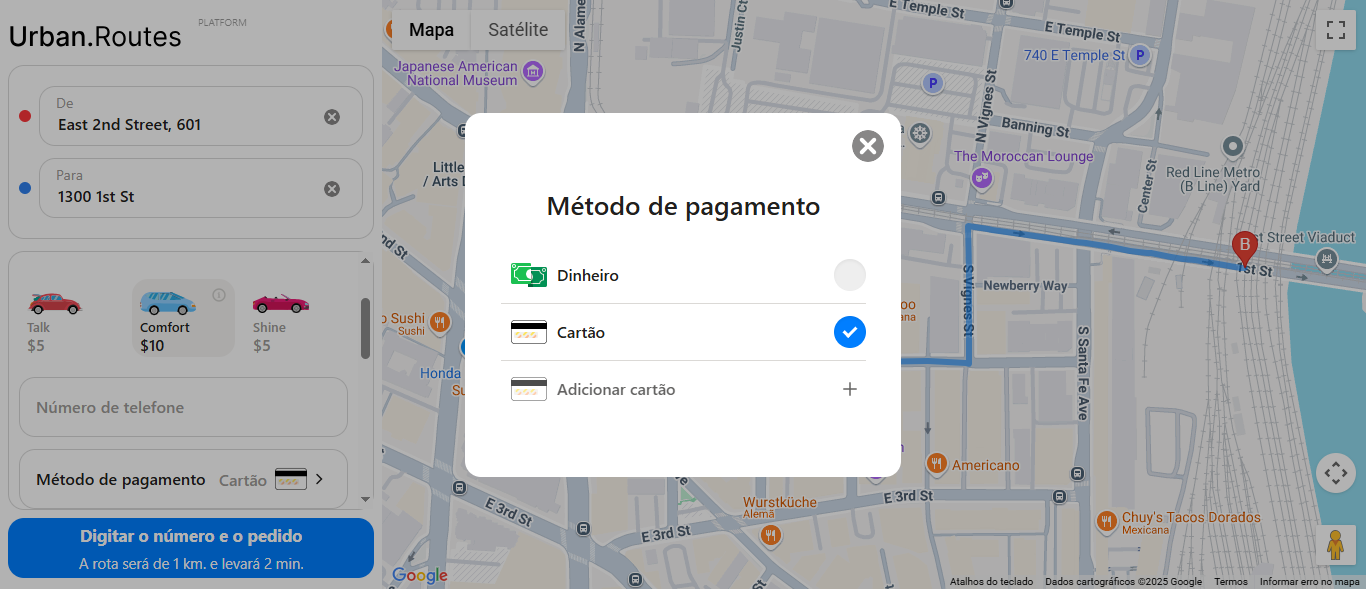 Urban.Routes
PLATFORM
De
East 2nd Street, 601
Para
1300 1st St
Talk
$5
Comfort
$10
Shine
$5
Número de telefone
Método de pagamento
Cartão
Digitar o número e o pedido
A rota será de 1 km. e levará 2 min.
Mapa
Satélite
Método de pagamento
Dinheiro
Cartão
Adicionar cartão
N Alame
Justin Ct
E Temple St
E Temple St
740 E Temple St
P
P
Japanese American
National Museum
N Vignes St
Banning St
The Moroccan Lounge
Center St
Red Line Metro
(B Line) Yard
Little
/ Arts D
2nd St
B
st Street Viaduct
1st St
S Vignes St
Newberry Way
S Santa Fe Ave
o Sushi
Sushi
Honda
Su
oo
ana
Americano
Wurstküche
Alemã
E 3rd St
E 3rd St
E 3rd St
Chuy's Tacos Dorados
Mexicana
Google
Atalhos do teclado
Dados cartográficos ©2025 Google
Termos
Informar erro no mapa